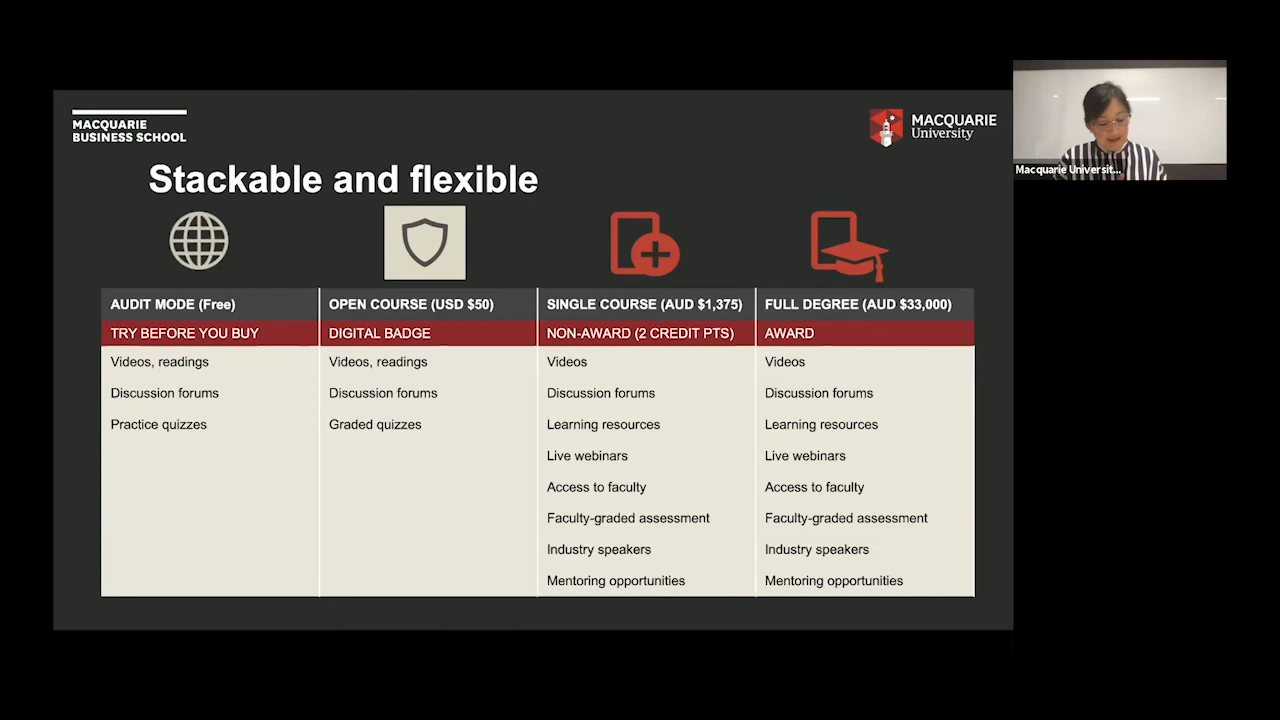 MACQUARIE
BUSINESS SCHOOL
MACQUARIE
University
Stackable and flexible
AUDIT MODE (Free)
TRY BEFORE YOU BUY
Videos, readings
Discussion forums
Practice quizzes
OPEN COURSE (USD $50)
DIGITAL BADGE
Videos, readings
Discussion forums
Graded quizzes
SINGLE COURSE (AUD $1,375)
NON-AWARD (2 CREDIT PTS)
Videos
Discussion forums
Learning resources
Live webinars
Access to faculty
Faculty-graded assessment
Industry speakers
Mentoring opportunities
FULL DEGREE (AUD $33,000)
AWARD
Videos
Discussion forums
Learning resources
Live webinars
Access to faculty
Faculty-graded assessment
Industry speakers
Mentoring opportunities
Macquarie Universit...